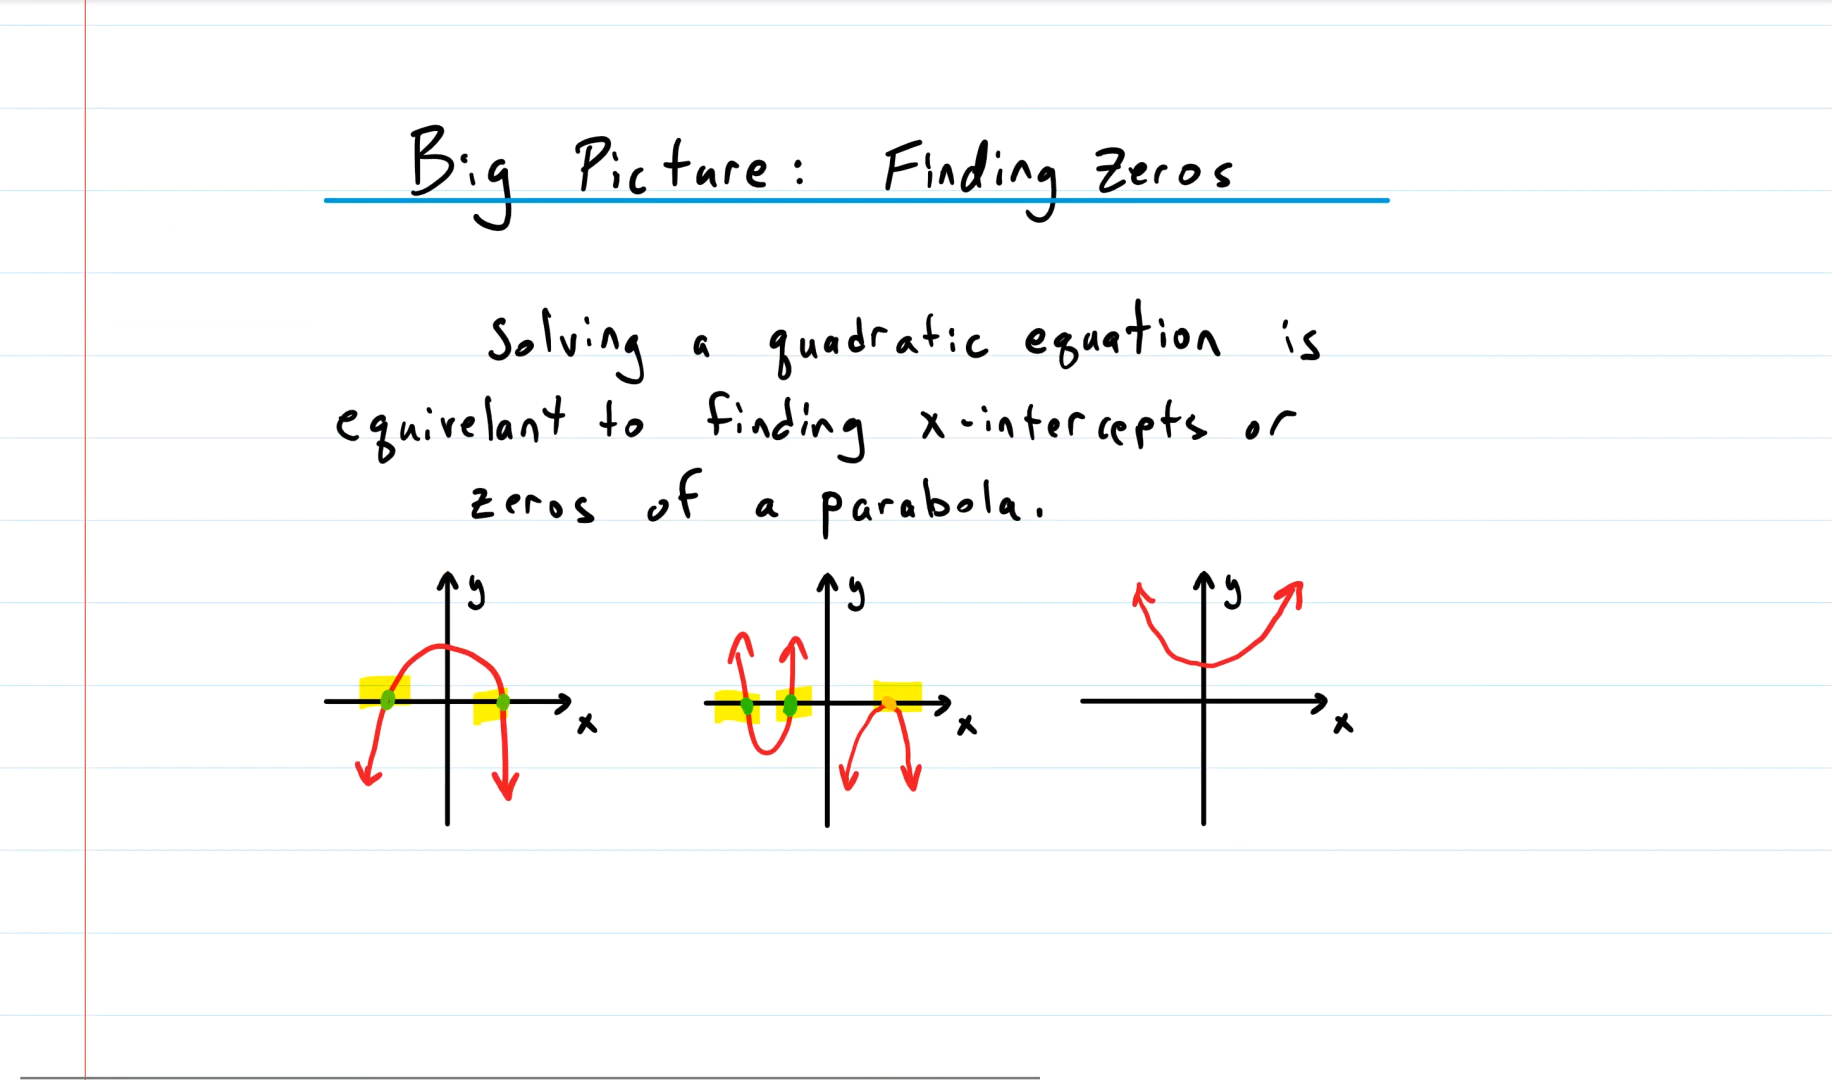 Big Picture: Finding Zeros
Solving a quadratic equation is
equivelant to finding x-intercepts or
zeros of a parabola.
y y y
x x x